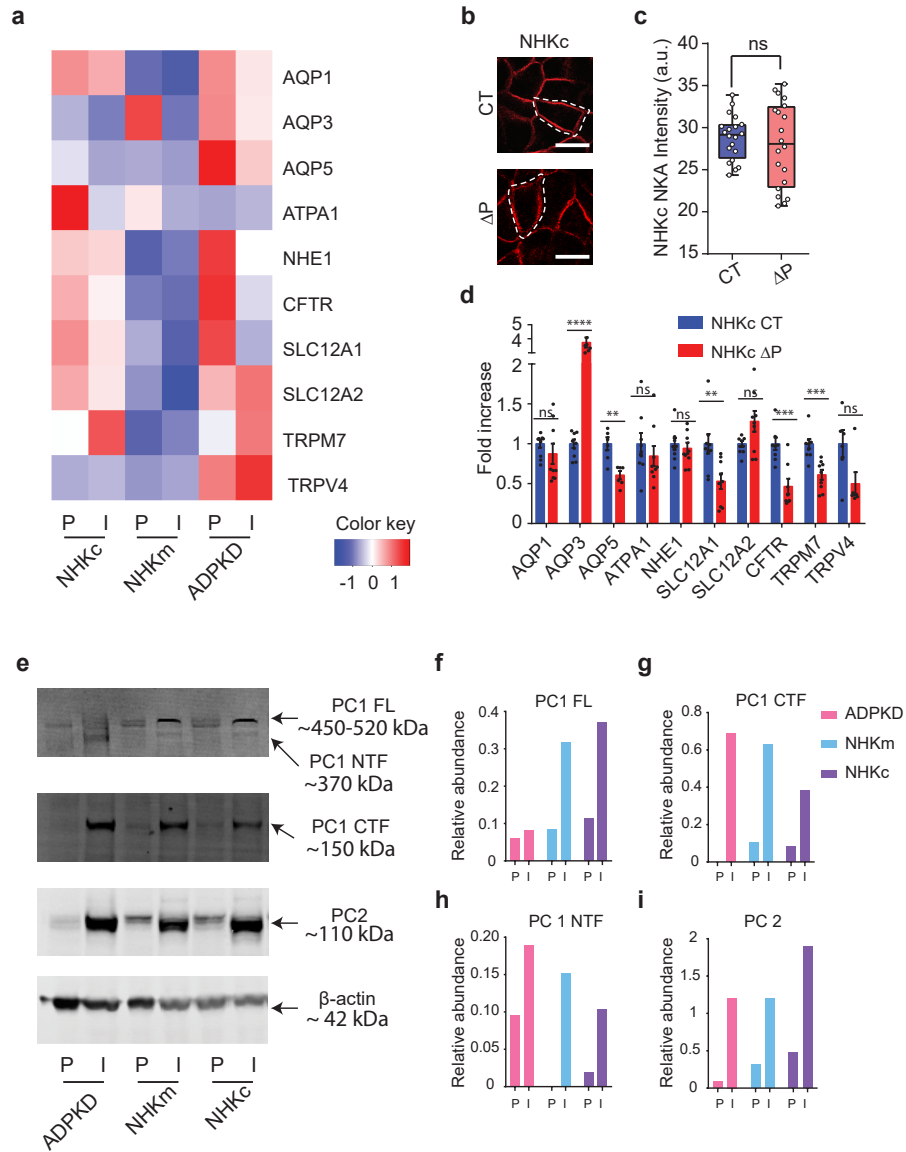 a
AQP1
AQP3
AQP5
ATPA1
NHE1
CFTR
SLC12A1
SLC12A2
TRPM7
TRPV4
P I P I P I
NHKc NHKm ADPKD
Color key
-1 0 1
b
NHKc
CT
ΔP
c
NHKc NKA Intensity (a.u.)
40
35
30
25
20
15
ns
CT ΔP
d
NHKc CT
NHKc ΔP
Fold increase
5
4
2
1.5
1
0.5
0
ns **** ** ns ns ** ns *** *** ns
AQP1 AQP3 AQP5 ATPA1 NHE1 SLC12A1 SLC12A2 CFTR TRPM7 TRPV4
e
PC1 FL
~450-520 kDa
PC1 NTF
~370 kDa
PC1 CTF
~150 kDa
PC2
~110 kDa
β-actin
~ 42 kDa
P I P I P I
ADPKD NHKm NHKc
f
PC1 FL
Relative abundance
0.4
0.3
0.2
0.1
0
P I P I P I
g
PC1 CTF
Relative abundance
0.8
0.6
0.4
0.2
0
P I P I P I
ADPKD
NHKm
NHKc
h
PC 1 NTF
Relative abundance
0.20
0.15
0.10
0.05
0
P I P I P I
i
PC 2
Relative abundance
2
1.5
1
0.5
0
P I P I P I